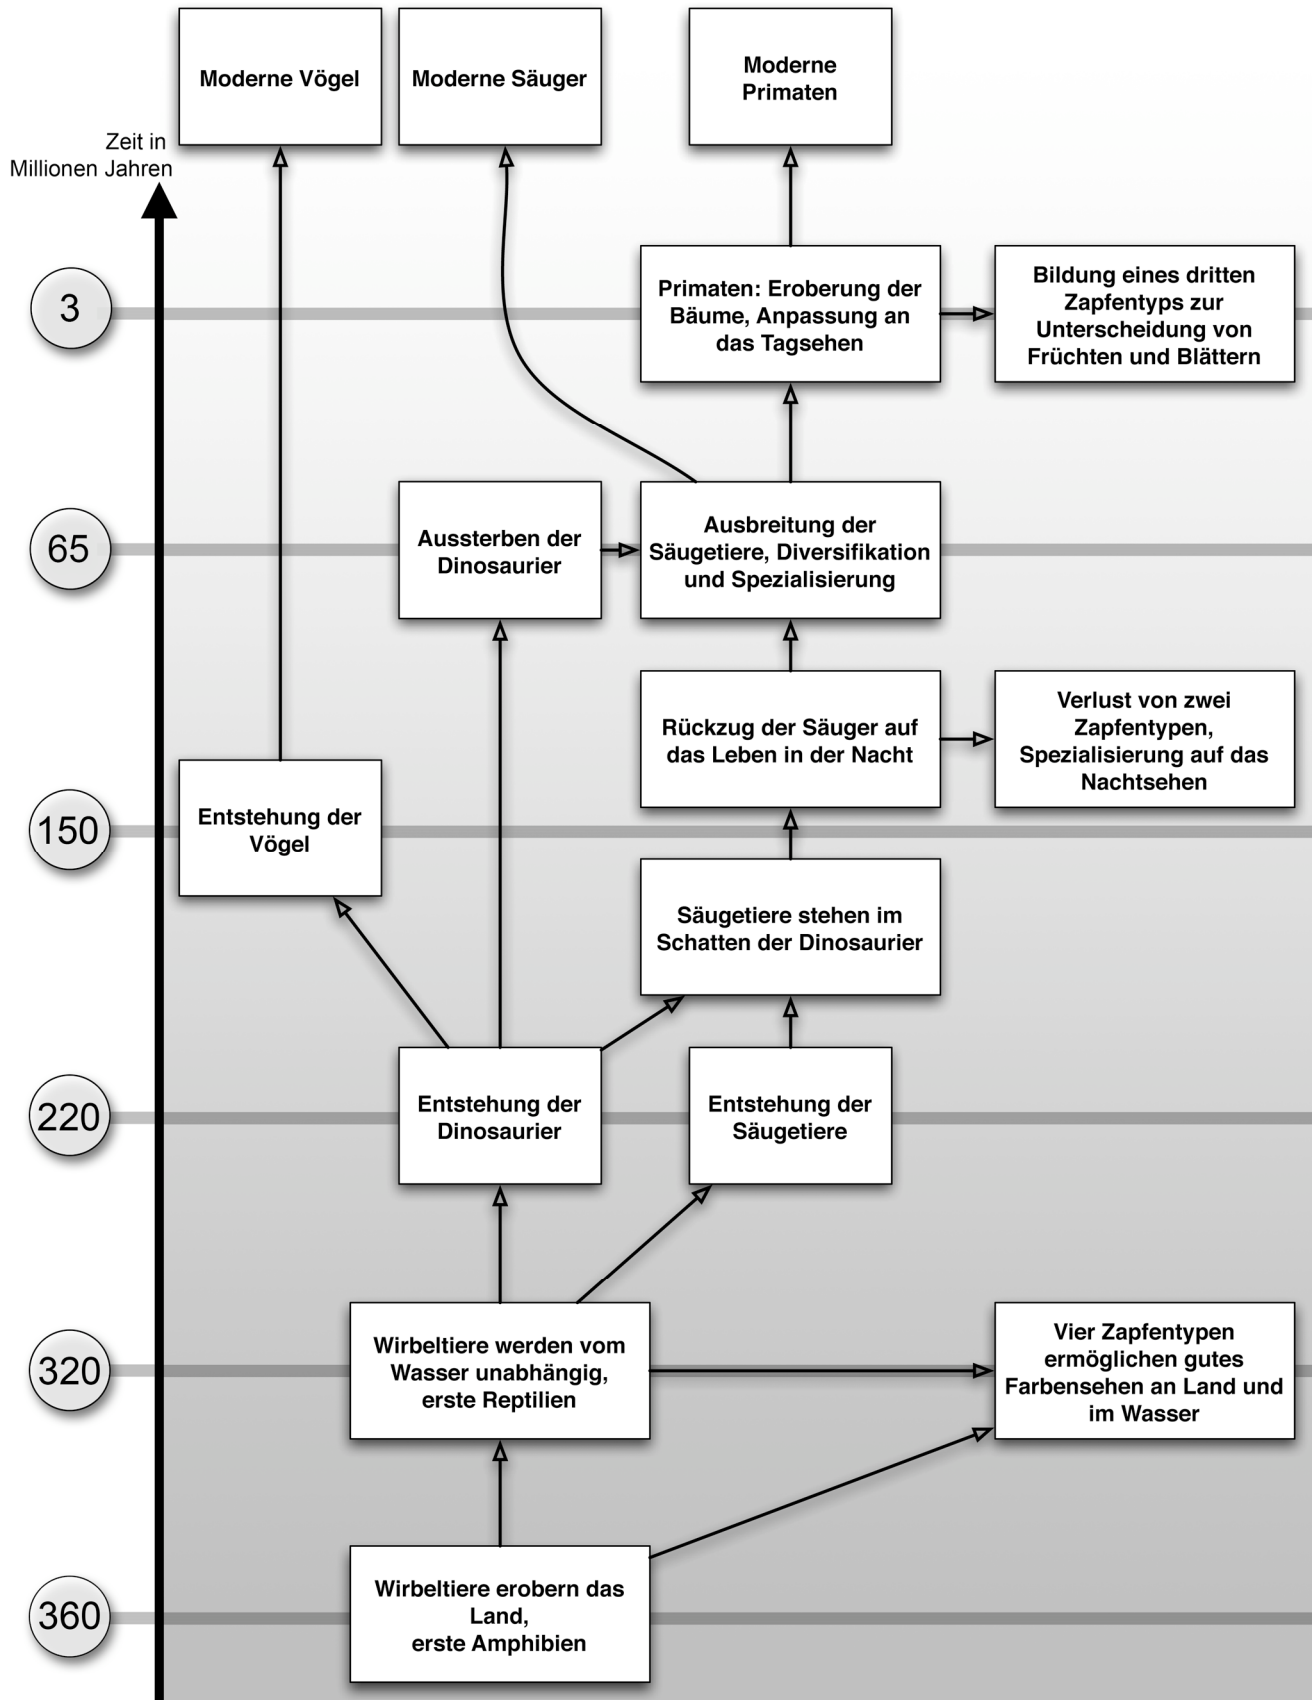 Moderne Vögel
Moderne Säuger
Moderne
Primaten
Zeit in
Millionen Jahren
3
Primaten: Eroberung der
Bäume, Anpassung an
das Tagsehen
Bildung eines dritten
Zapfentyps zur
Unterscheidung von
Früchten und Blättern
65
Aussterben der
Dinosaurier
Ausbreitung der
Säugetiere, Diversifikation
und Spezialisierung
Rückzug der Säuger auf
das Leben in der Nacht
Verlust von zwei
Zapfentypen,
Spezialisierung auf das
Nachtsehen
150
Entstehung der
Vögel
Säugetiere stehen im
Schatten der Dinosaurier
220
Entstehung der
Dinosaurier
Entstehung der
Säugetiere
320
Wirbeltiere werden vom
Wasser unabhängig,
erste Reptilien
Vier Zapfentypen
ermöglichen gutes
Farbensehen an Land und
im Wasser
360
Wirbeltiere erobern das
Land,
erste Amphibien